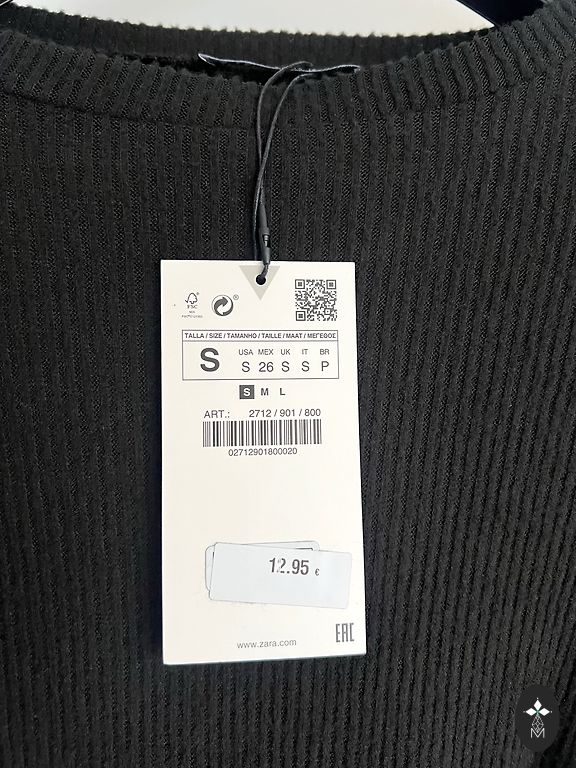 FSC
TALLA / SIZE / TAMANHO / TAILLE / MAAT / ΜΕΓΕΘΟΣ
S
USA MEX UK IT BR
S 26 S S P
S M L
ART.: 2712 / 901 / 800
02712901800020
12.95 €
www.zara.com
EAC
M